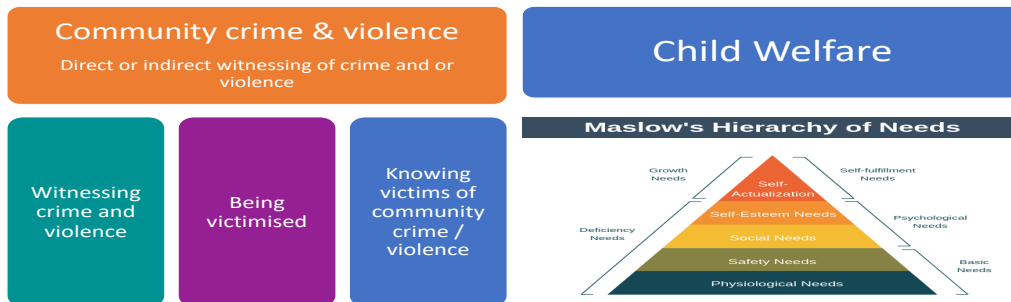 Community crime & violence
Direct or indirect witnessing of crime and or
violence
Witnessing
crime and
violence
Being
victimised
Knowing
victims of
community
crime /
violence
Child Welfare
Maslow's Hierarchy of Needs
Growth
Needs
Self-fulfillment
Needs
Self-
Actualization
Self-Esteem Needs
Psychological
Needs
Deficiency
Needs
Social Needs
Safety Needs
Basic
Needs
Physiological Needs